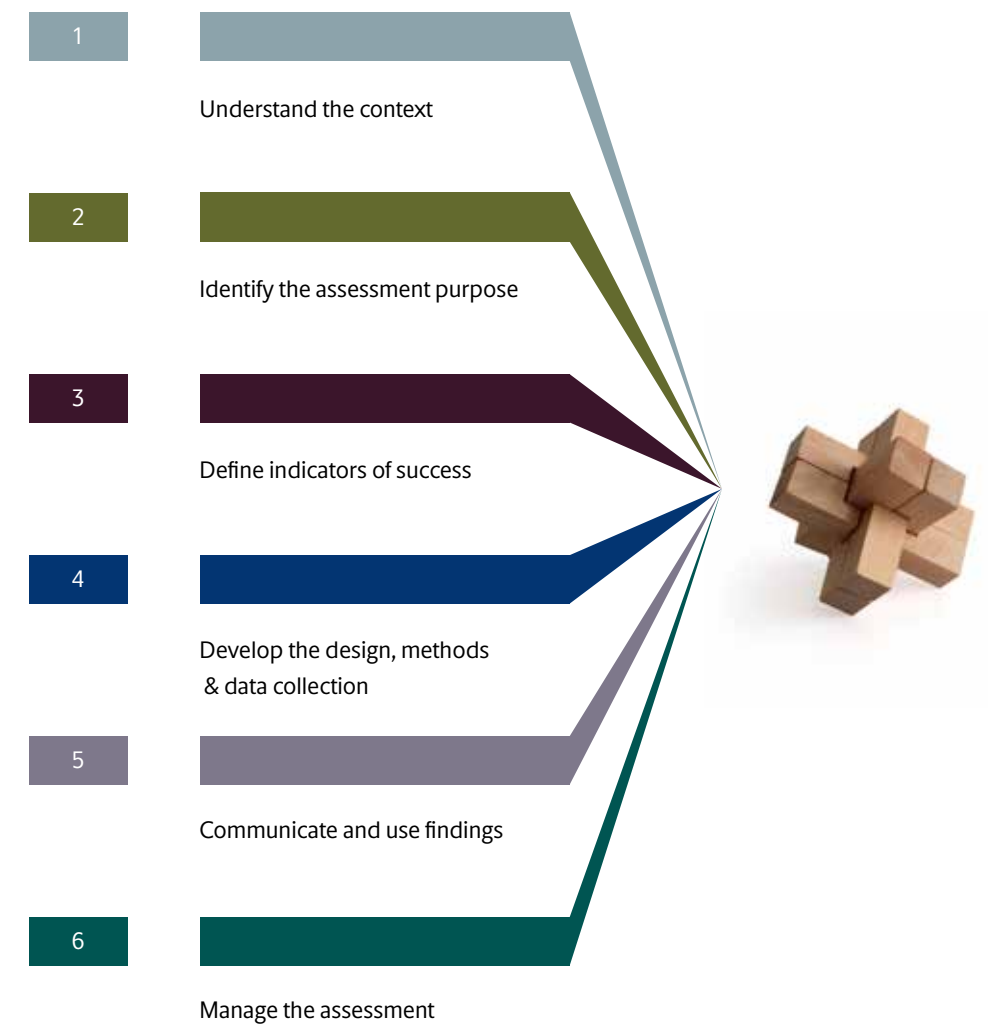 1
Understand the context
2
Identify the assessment purpose
3
Define indicators of success
4
Develop the design, methods
& data collection
5
Communicate and use findings
6
Manage the assessment